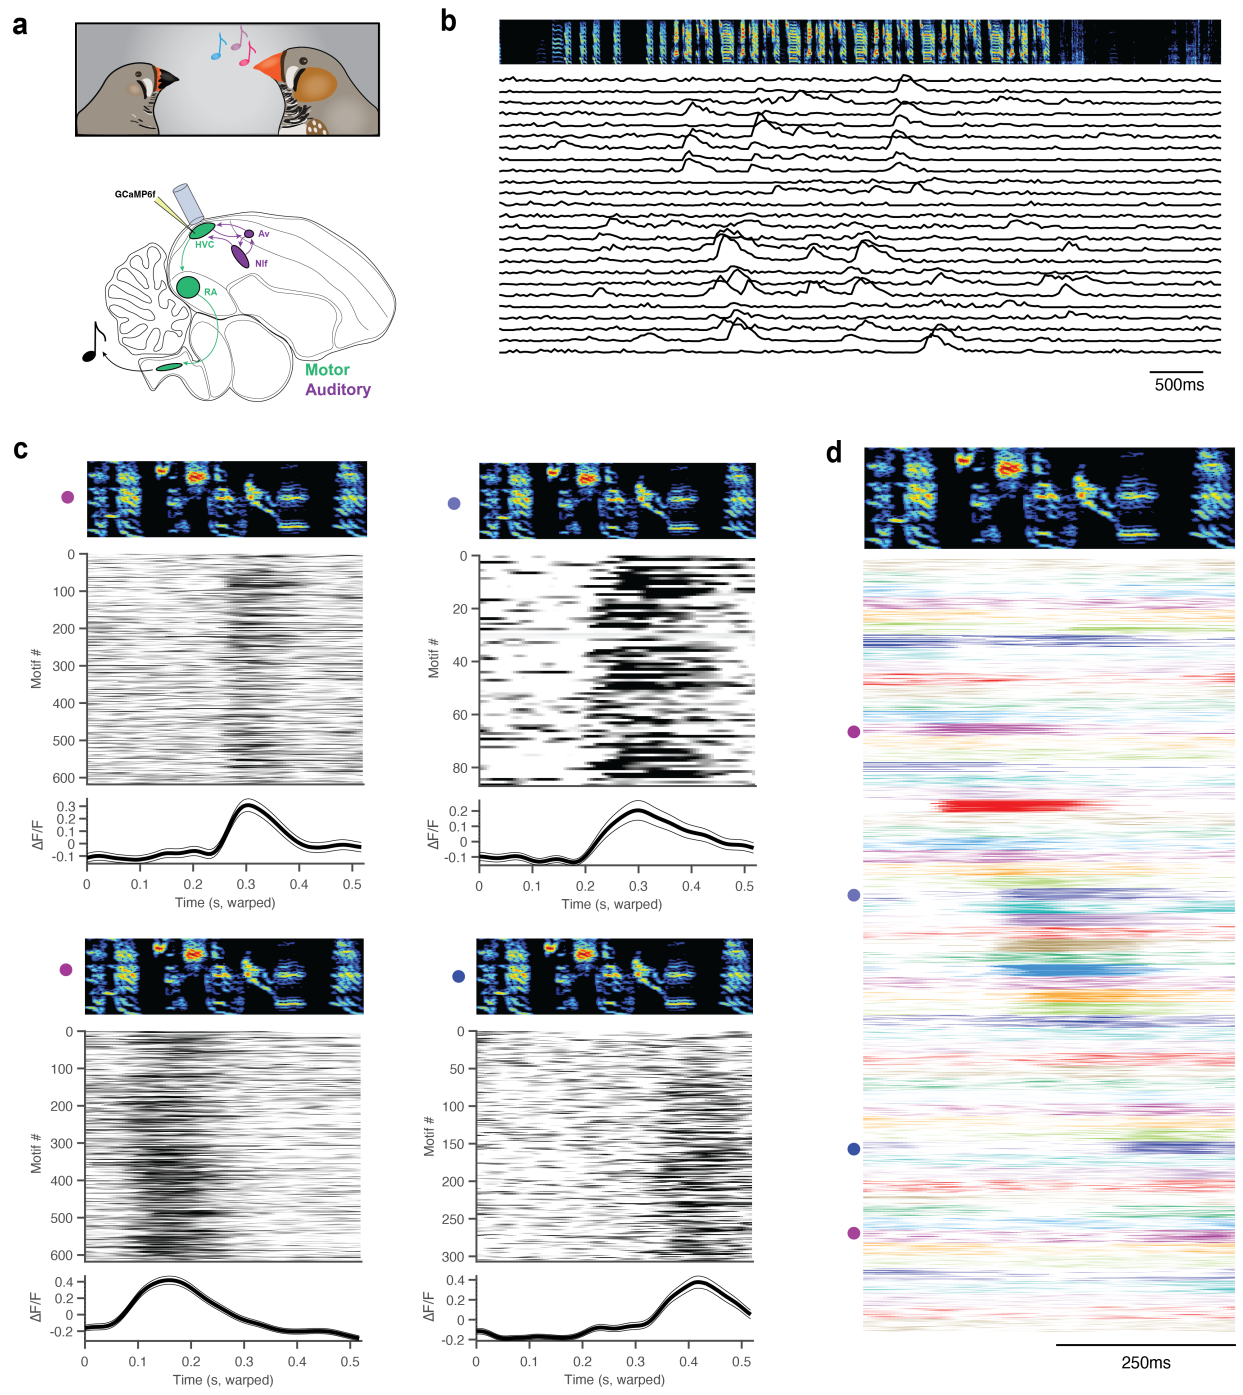 a
GCaMP6f
HVC
Av
NIf
RA
Motor
Auditory
b
500ms
c
0
100
200
300
400
500
600
Motif #
0.3
0.2
0.1
-0.1
ΔF/F
0 0.1 0.2 0.3 0.4 0.5
Time (s, warped)
0
20
40
60
80
Motif #
0.2
0.1
0
-0.1
ΔF/F
0 0.1 0.2 0.3 0.4 0.5
Time (s, warped)
0
100
200
300
400
500
600
Motif #
0.4
0.2
0
-0.2
ΔF/F
0 0.1 0.2 0.3 0.4 0.5
Time (s, warped)
0
50
100
150
200
250
300
Motif #
0.4
0.2
0
-0.2
ΔF/F
0 0.1 0.2 0.3 0.4 0.5
Time (s, warped)
d
250ms